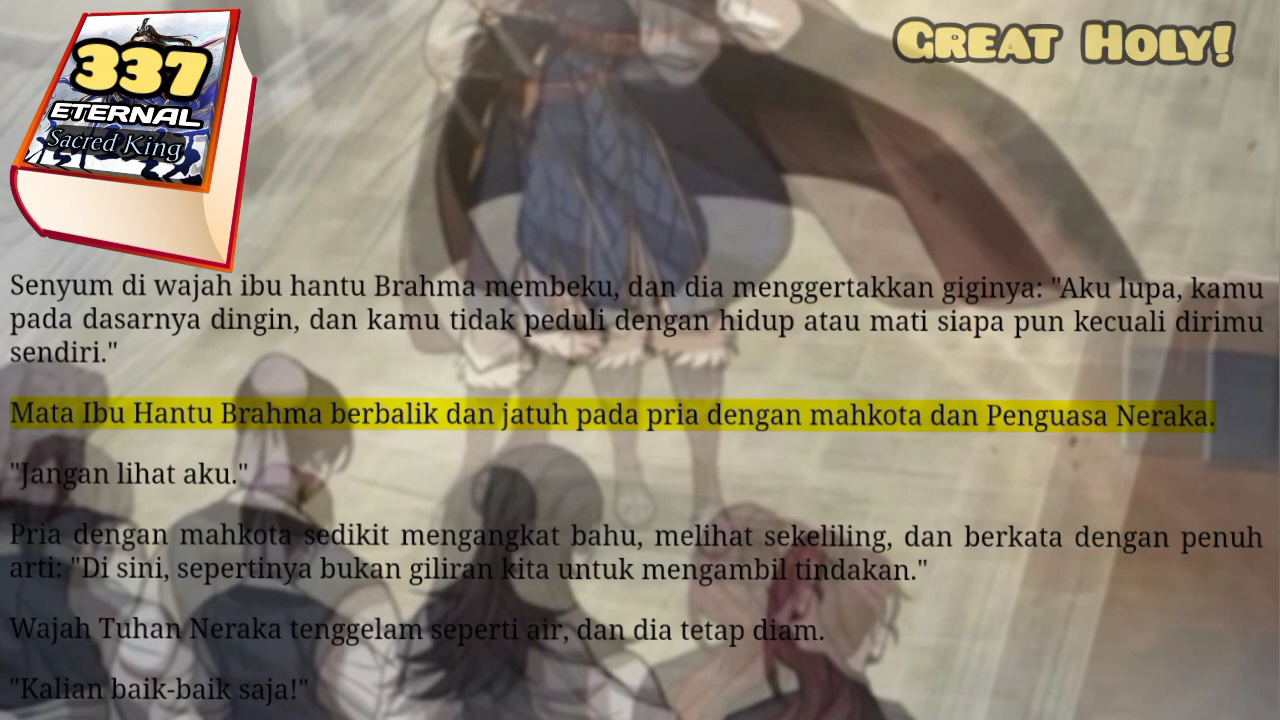 337
ETERNAL
Sacred King
GREAT HOLY!
Senyum di wajah ibu hantu Brahma membeku, dan dia menggertakkan giginya: "Aku lupa, kamu
pada dasarnya dingin, dan kamu tidak peduli dengan hidup atau mati siapa pun kecuali dirimu
sendiri."
Mata Ibu Hantu Brahma berbalik dan jatuh pada pria dengan mahkota dan Penguasa Neraka.
"Jangan lihat aku."
Pria dengan mahkota sedikit mengangkat bahu, melihat sekeliling, dan berkata dengan penuh
arti: "Di sini, sepertinya bukan giliran kita untuk mengambil tindakan."
Wajah Tuhan Neraka tenggelam seperti air, dan dia tetap diam.
"Kalian baik-baik saja!"